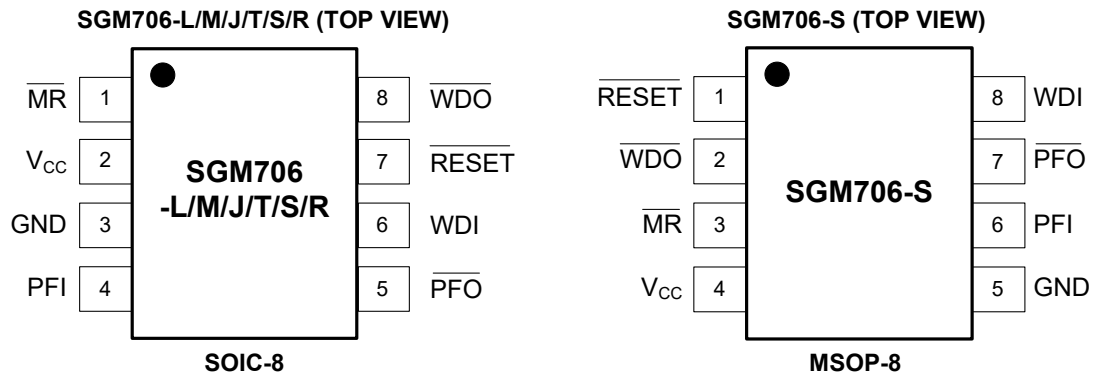 SGM706-L/M/J/T/S/R (TOP VIEW)
MR 1
8 WDO
VCC 2
7 RESET
SGM706
-L/M/J/T/S/R
GND 3
6 WDI
PFI 4
5 PFO
SOIC-8
SGM706-S (TOP VIEW)
RESET 1
8 WDI
WDO 2
7 PFO
SGM706-S
MR 3
6 PFI
VCC 4
5 GND
MSOP-8